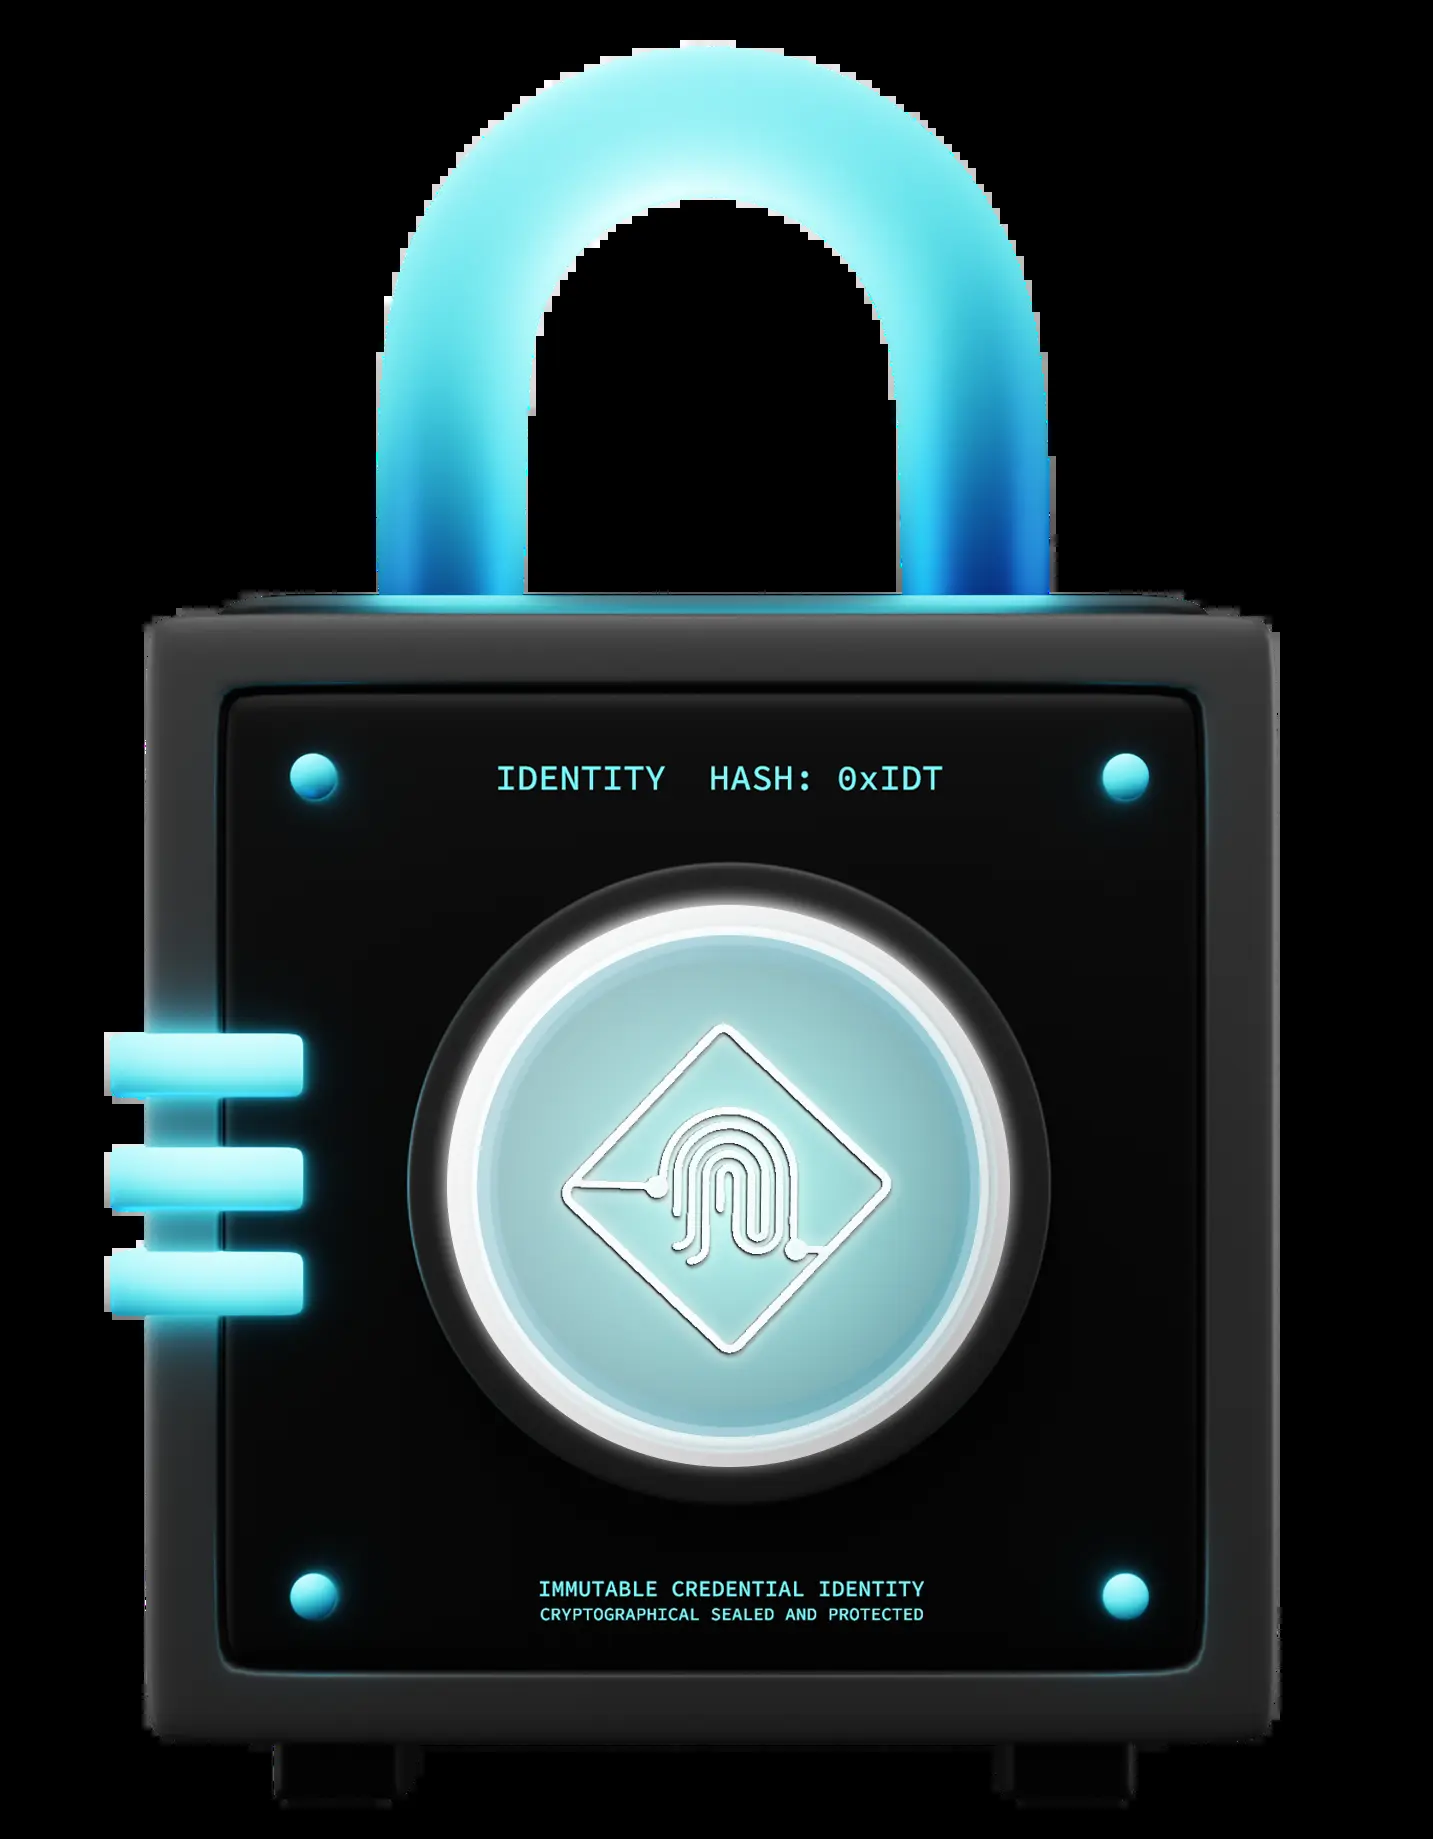 IDENTITY HASH: 0xIDT
IMMUTABLE CREDENTIAL IDENTITY
CRYPTOGRAPHICAL SEALED AND PROTECTED